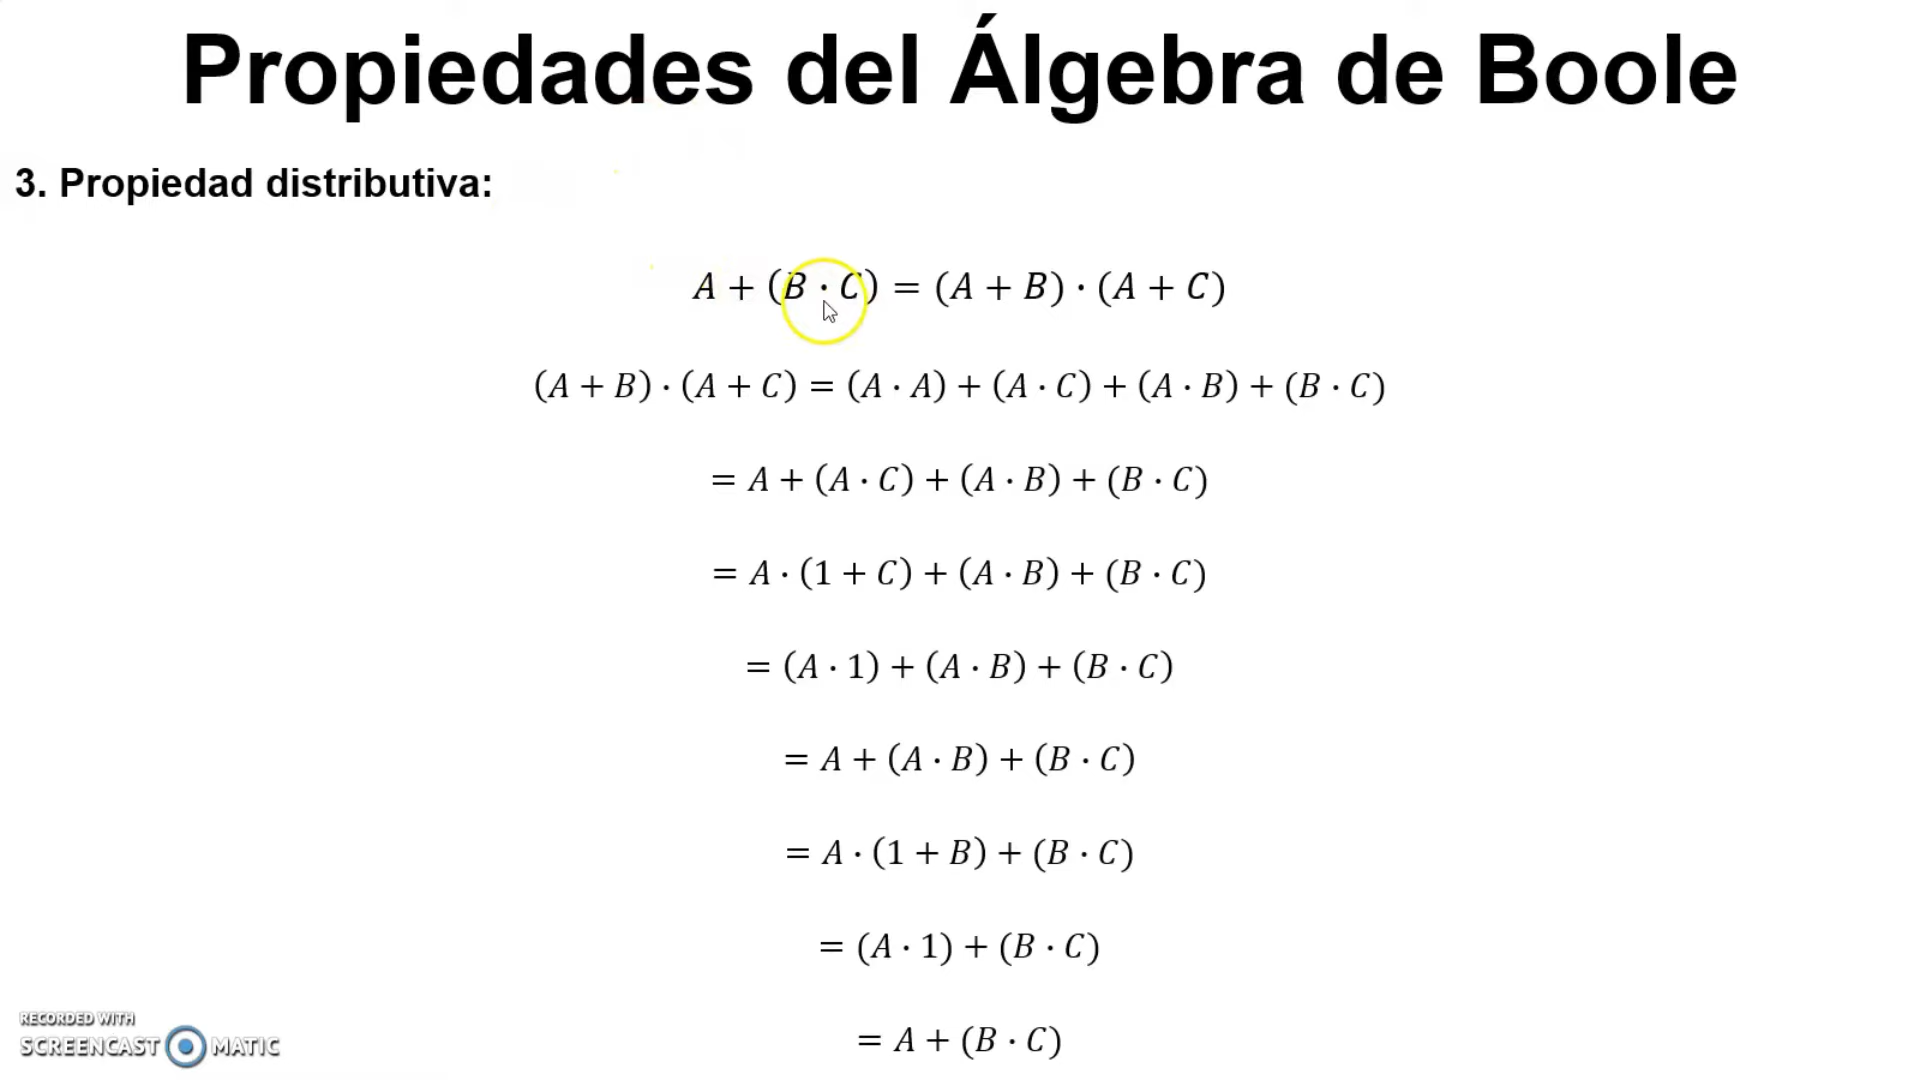 Propiedades del Álgebra de Boole
3. Propiedad distributiva:
A + (B · C) = (A + B) · (A + C)
(A + B) · (A + C) = (A · A) + (A · C) + (A · B) + (B · C)
= A + (A · C) + (A · B) + (B · C)
= A · (1 + C) + (A · B) + (B · C)
= (A · 1) + (A · B) + (B · C)
= A + (A · B) + (B · C)
= A · (1 + B) + (B · C)
= (A · 1) + (B · C)
= A + (B · C)
RECORDED WITH
SCREENCAST MATIC